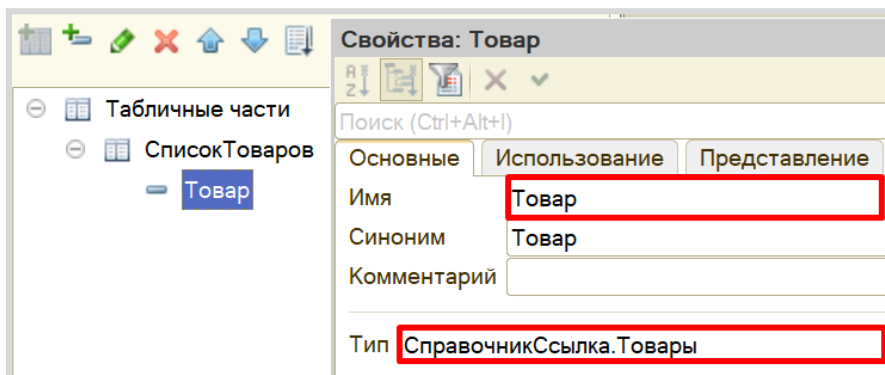 Табличные части
СписокТоваров
Товар
Свойства: Товар
Поиск (Ctrl+Alt+I)
Основные Использование Представление
Имя Товар
Синоним Товар
Комментарий
Тип СправочникСсылка.Товары